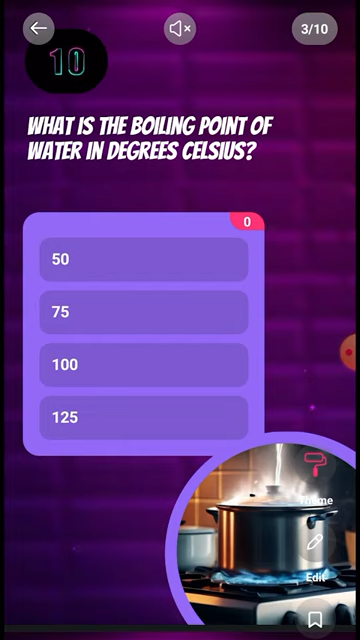 3/10
10
WHAT IS THE BOILING POINT OF
WATER IN DEGREES CELSIUS?
0
50
75
100
125
Theme
Edit